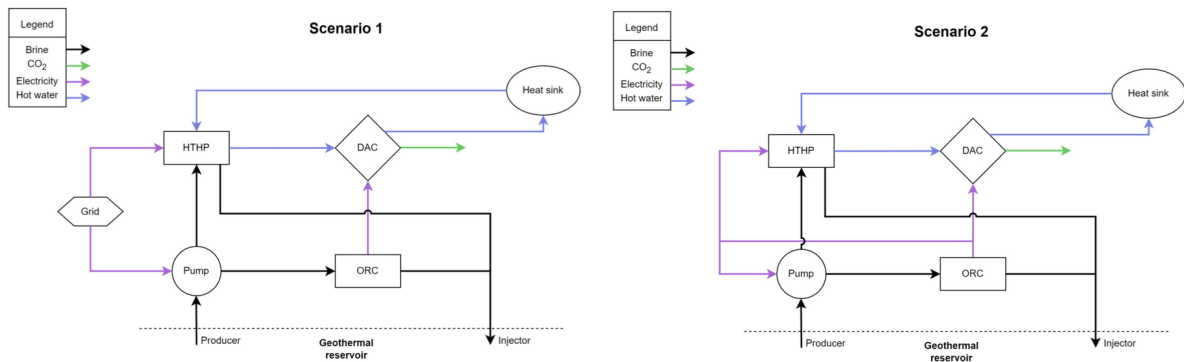 Legend
Brine
CO2
Electricity
Hot water
Scenario 1
Heat sink
HTHP
DAC
Grid
Pump
ORC
Producer
Geothermal
reservoir
Injector
Legend
Brine
CO2
Electricity
Hot water
Scenario 2
Heat sink
HTHP
DAC
Pump
ORC
Producer
Geothermal
reservoir
Injector